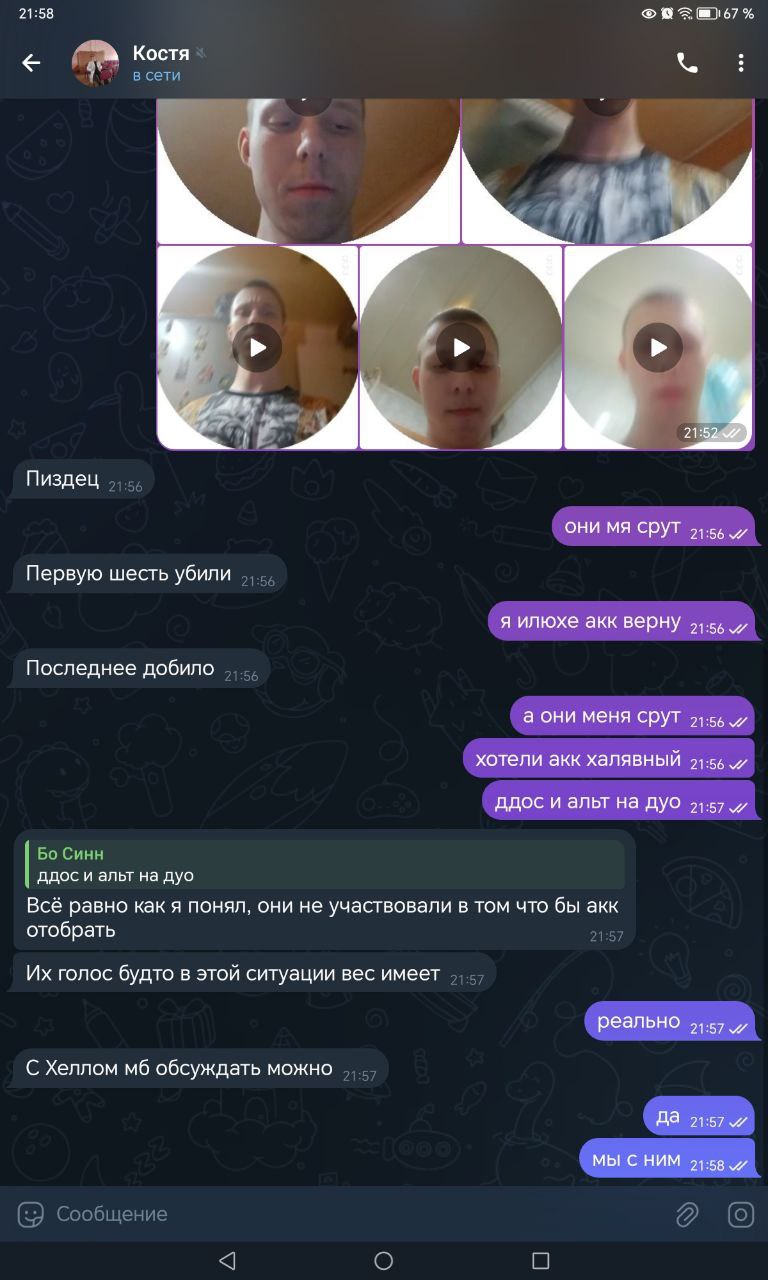 21:58
67 %
Костя
в сети
21:52
Пиздец 21:56
они мя срут 21:56
Первую шесть убили 21:56
я илюхе акк верну 21:56
Последнее добило 21:56
а они меня срут 21:56
хотели акк халявный 21:56
ддос и альт на дуо 21:57
Бо Синн
ддос и альт на дуо
Всё равно как я понял, они не участвовали в том что бы акк
отобрать 21:57
Их голос будто в этой ситуации вес имеет 21:57
реально 21:57
С Хеллом мб обсуждать можно 21:57
да 21:57
мы с ним 21:58
Сообщение